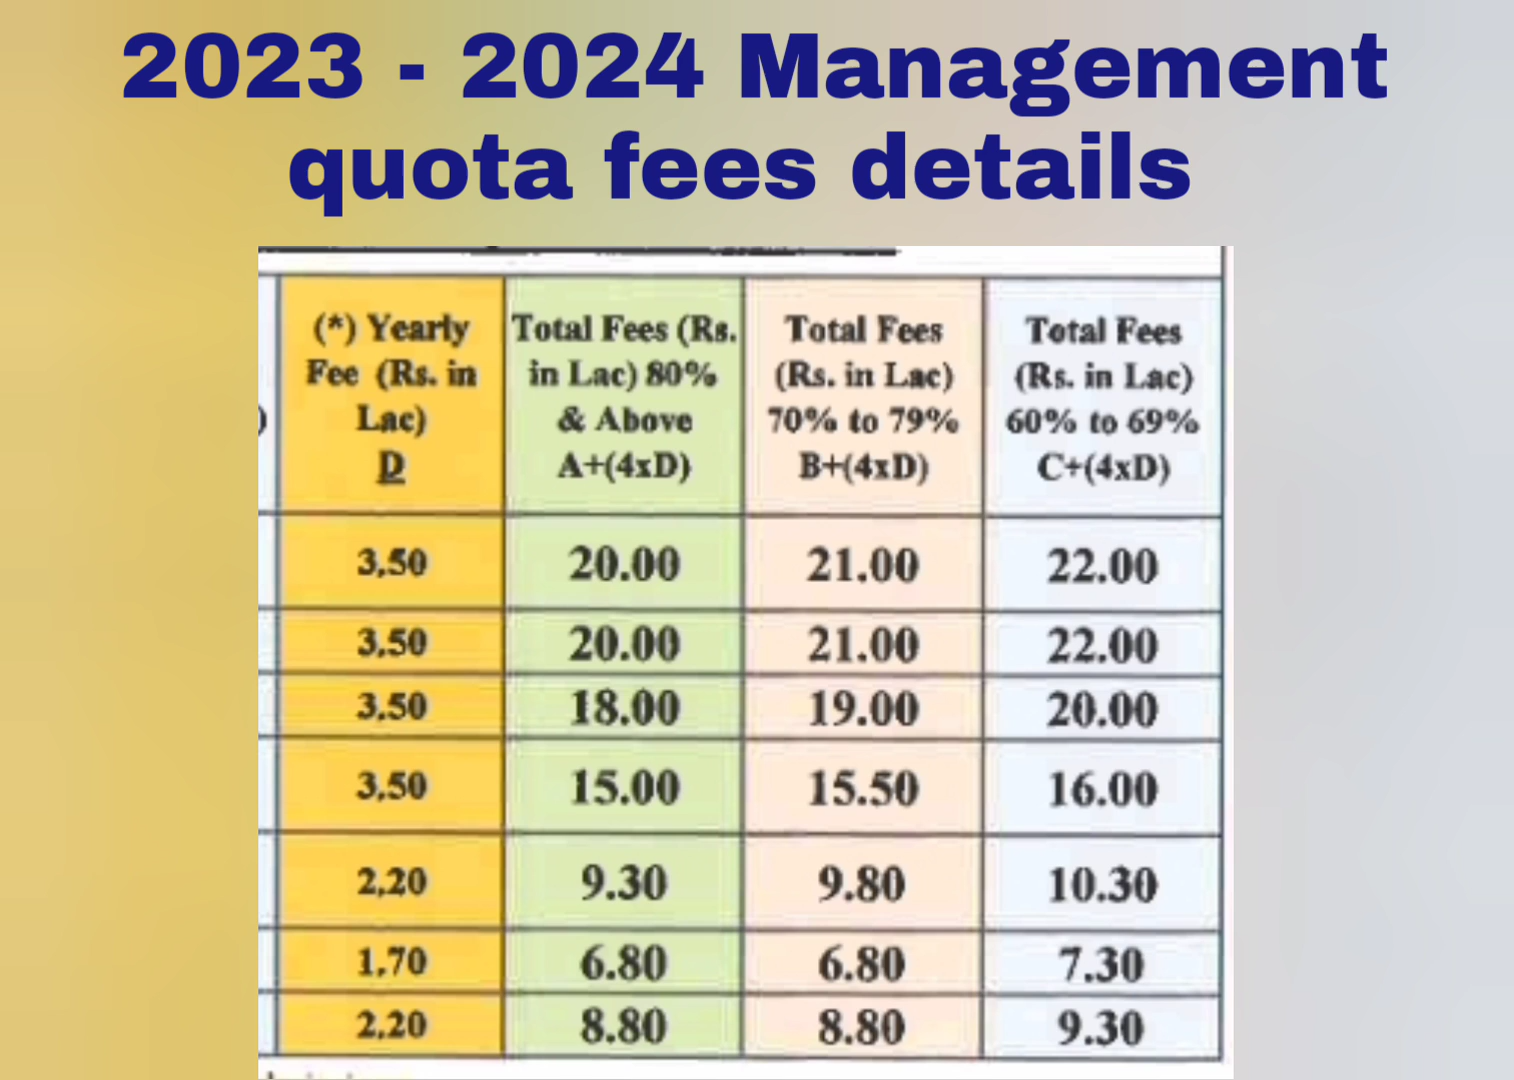 2023 - 2024 Management
quota fees details
)
(*) Yearly
Fee (Rs. in
Lac)
D
Total Fees (Rs.
in Lac) 80%
& Above
A+(4xD)
Total Fees
(Rs. in Lac)
70% to 79%
B+(4xD)
Total Fees
(Rs. in Lac)
60% to 69%
C+(4xD)
3.50 20.00 21.00 22.00
3.50 20.00 21.00 22.00
3.50 18.00 19.00 20.00
3.50 15.00 15.50 16.00
2.20 9.30 9.80 10.30
1.70 6.80 6.80 7.30
2.20 8.80 8.80 9.30